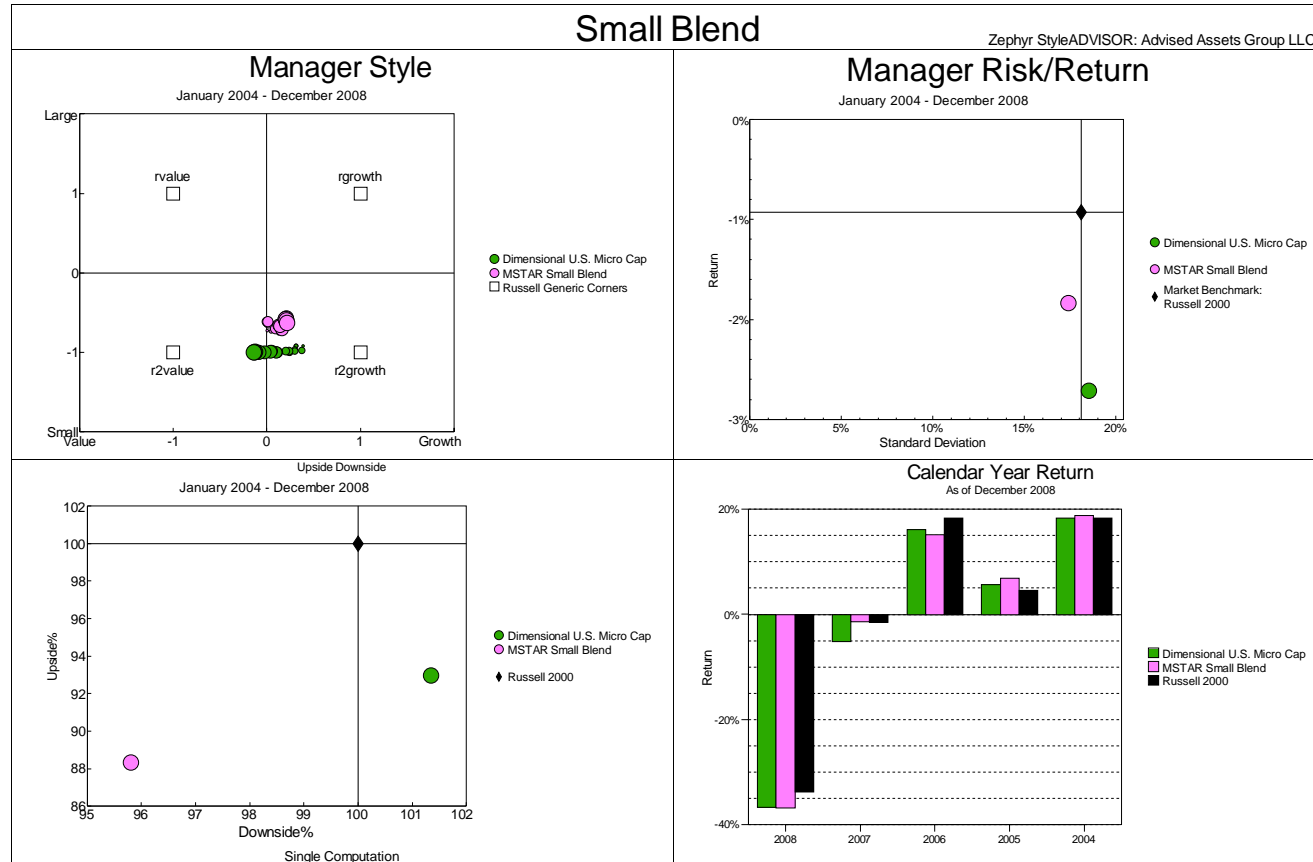 Small Blend
Zephyr StyleADVISOR: Advised Assets Group LLC
Manager Style
January 2004 - December 2008
Large
1
0
-1
Small
Value
-1
0
1
Growth
rvalue
rgrowth
r2value
r2growth
Dimensional U.S. Micro Cap
MSTAR Small Blend
Russell Generic Corners
Manager Risk/Return
January 2004 - December 2008
Return
0%
-1%
-2%
-3%
0%
5%
10%
15%
20%
Standard Deviation
Dimensional U.S. Micro Cap
MSTAR Small Blend
Market Benchmark:
Russell 2000
Upside Downside
January 2004 - December 2008
Upside%
102
100
98
96
94
92
90
88
86
95
96
97
98
99
100
101
102
Downside%
Single Computation
Dimensional U.S. Micro Cap
MSTAR Small Blend
Russell 2000
Calendar Year Return
As of December 2008
Return
20%
0%
-20%
-40%
2008
2007
2006
2005
2004
Dimensional U.S. Micro Cap
MSTAR Small Blend
Russell 2000